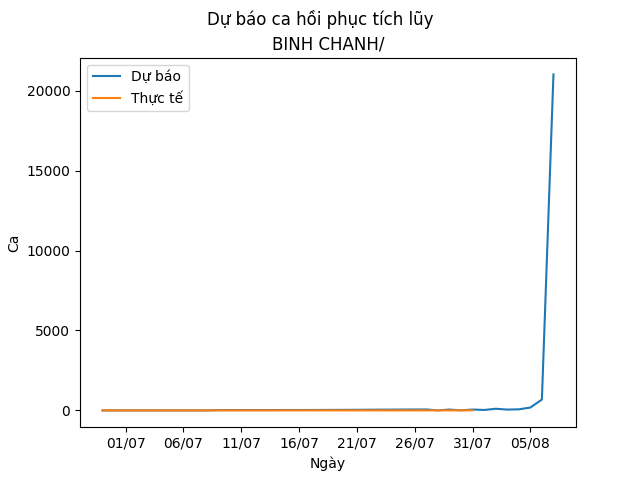 Dự báo ca hồi phục tích lũy
BINH CHANH/
Dự báo
Thực tế
20000
15000
10000
5000
0
Ca
01/07 06/07 11/07 16/07 21/07 26/07 31/07 05/08
Ngày